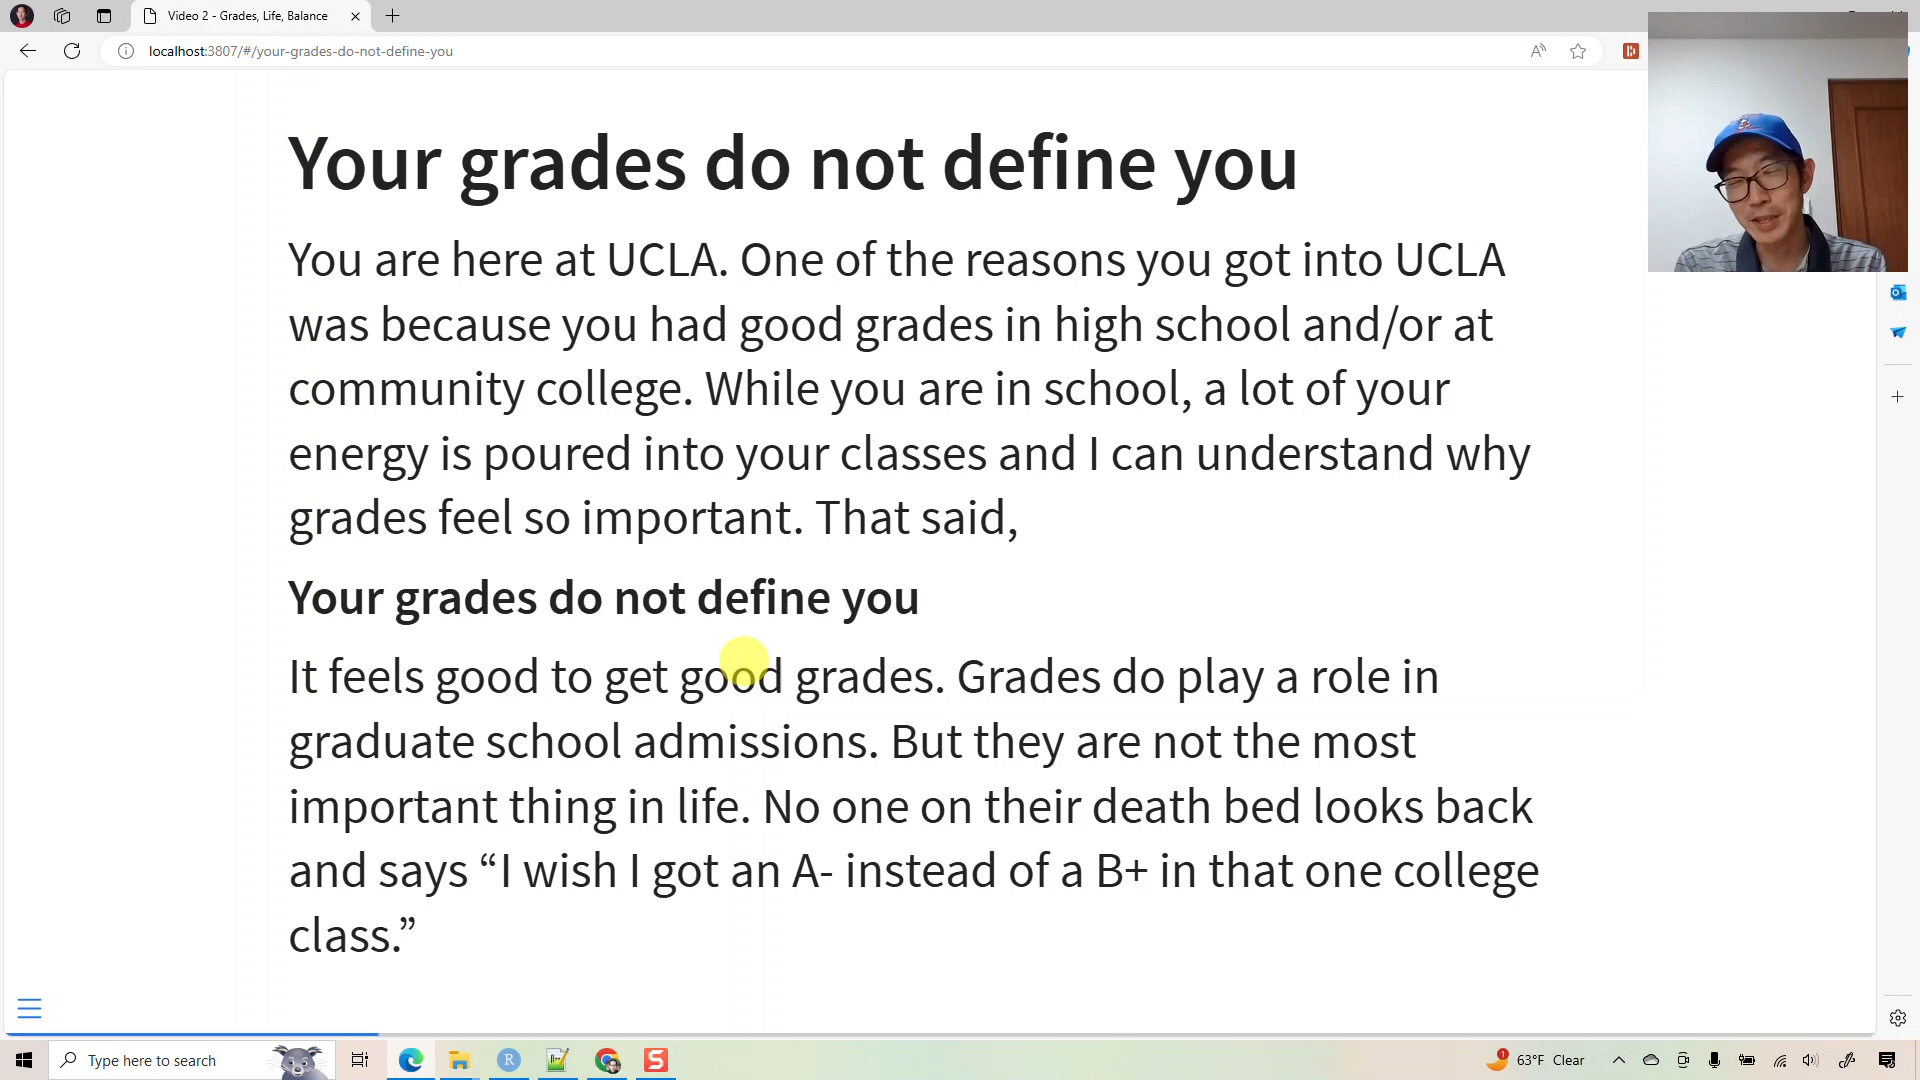 Video 2 - Grades, Life, Balance
localhost:3807/#/your-grades-do-not-define-you
Your grades do not define you
You are here at UCLA. One of the reasons you got into UCLA
was because you had good grades in high school and/or at
community college. While you are in school, a lot of your
energy is poured into your classes and I can understand why
grades feel so important. That said,
Your grades do not define you
It feels good to get good grades. Grades do play a role in
graduate school admissions. But they are not the most
important thing in life. No one on their death bed looks back
and says “I wish I got an A- instead of a B+ in that one college
class.”
Type here to search
1
63°F Clear